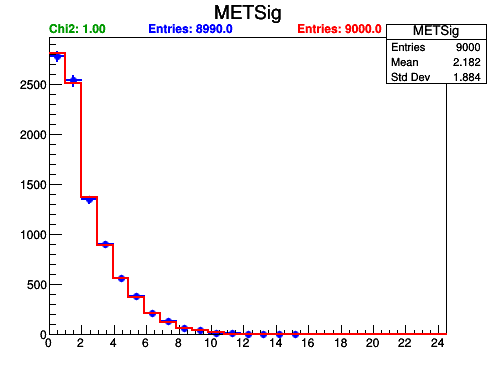 METSig
Chi2: 1.00 Entries: 8990.0 Entries: 9000.0
METSig
Entries 9000
Mean 2.182
Std Dev 1.884
2500
2000
1500
1000
500
0
0 2 4 6 8 10 12 14 16 18 20 22 24